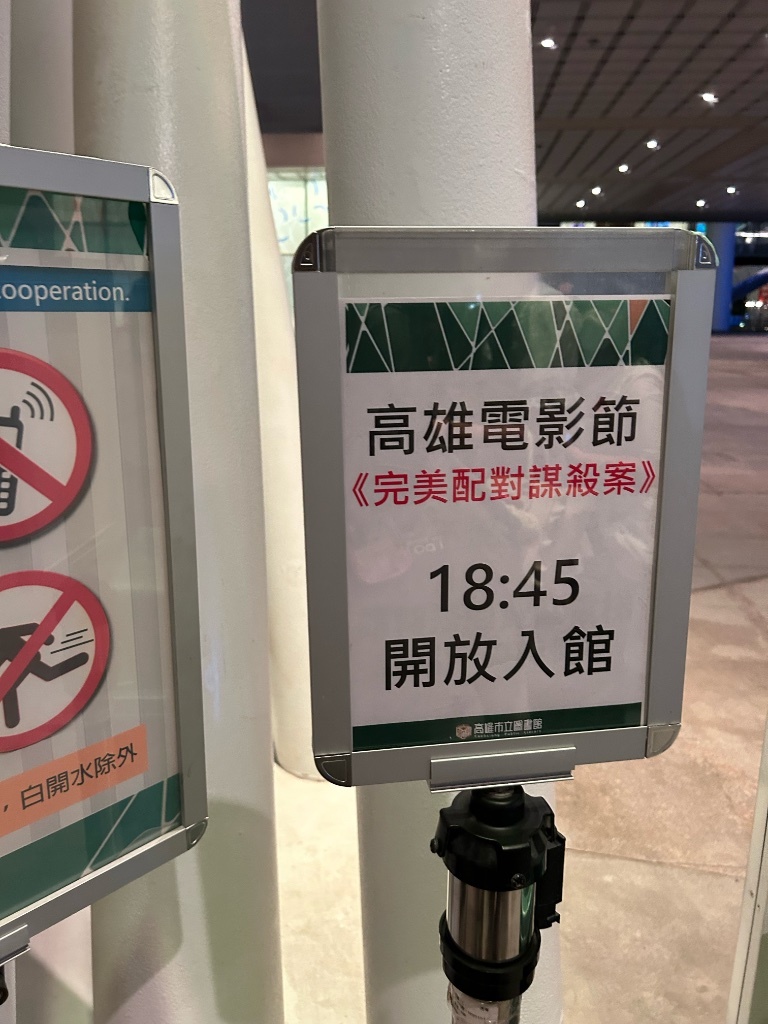 Cooperation.
，白開水除外
高雄電影節
《完美配對謀殺案》
18:45
開放入館
高雄市立圖書館